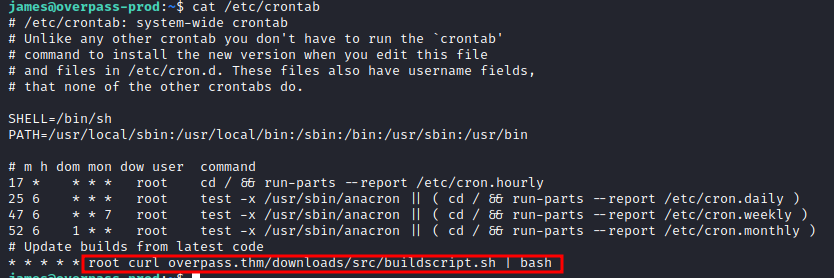 james@overpass-prod:~$ cat /etc/crontab
# /etc/crontab: system-wide crontab
# Unlike any other crontab you don't have to run the `crontab'
# command to install the new version when you edit this file
# and files in /etc/cron.d. These files also have username fields,
# that none of the other crontabs do.

SHELL=/bin/sh
PATH=/usr/local/sbin:/usr/local/bin:/sbin:/bin:/usr/sbin:/usr/bin

# m h dom mon dow user  command
17 *    * * *   root    cd / && run-parts --report /etc/cron.hourly
25 6    * * *   root    test -x /usr/sbin/anacron || ( cd / && run-parts --report /etc/cron.daily )
47 6    * * 7   root    test -x /usr/sbin/anacron || ( cd / && run-parts --report /etc/cron.weekly )
52 6    1 * *   root    test -x /usr/sbin/anacron || ( cd / && run-parts --report /etc/cron.monthly )
# Update builds from latest code
* * * * * root curl overpass.thm/downloads/src/buildscript.sh | bash
james@overpass-prod:~$